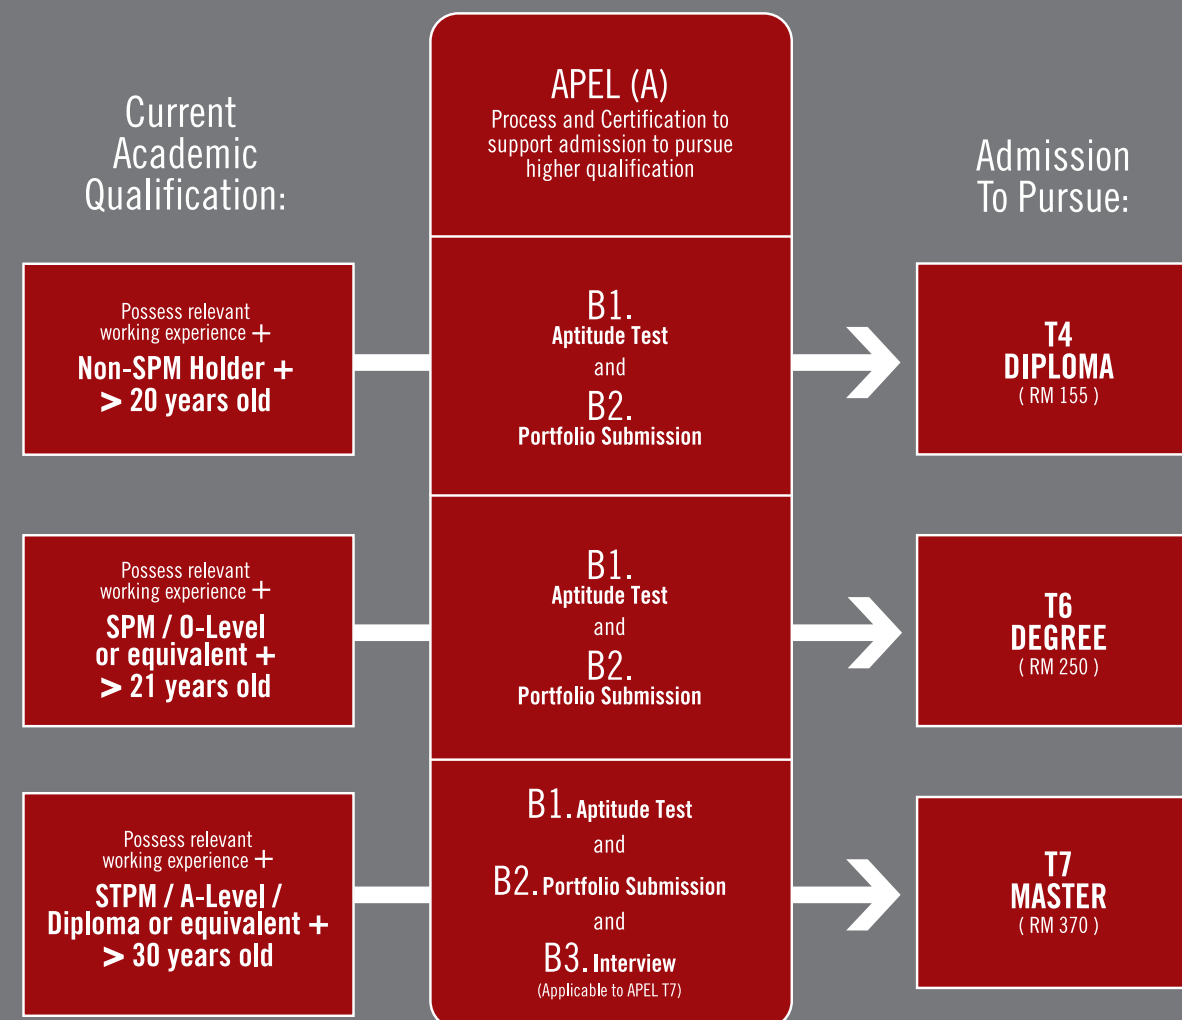 Current
Academic
Qualification:
APEL (A)
Process and Certification to
support admission to pursue
higher qualification
Admission
To Pursue:
Possess relevant
working experience +
Non-SPM Holder +
> 20 years old
B1.
Aptitude Test
and
B2.
Portfolio Submission
T4
DIPLOMA
( RM 155 )
Possess relevant
working experience +
SPM / O-Level
or equivalent +
> 21 years old
B1.
Aptitude Test
and
B2.
Portfolio Submission
T6
DEGREE
( RM 250 )
Possess relevant
working experience +
STPM / A-Level /
Diploma or equivalent +
> 30 years old
B1. Aptitude Test
and
B2. Portfolio Submission
and
B3. Interview
(Applicable to APEL T7)
T7
MASTER
( RM 370 )